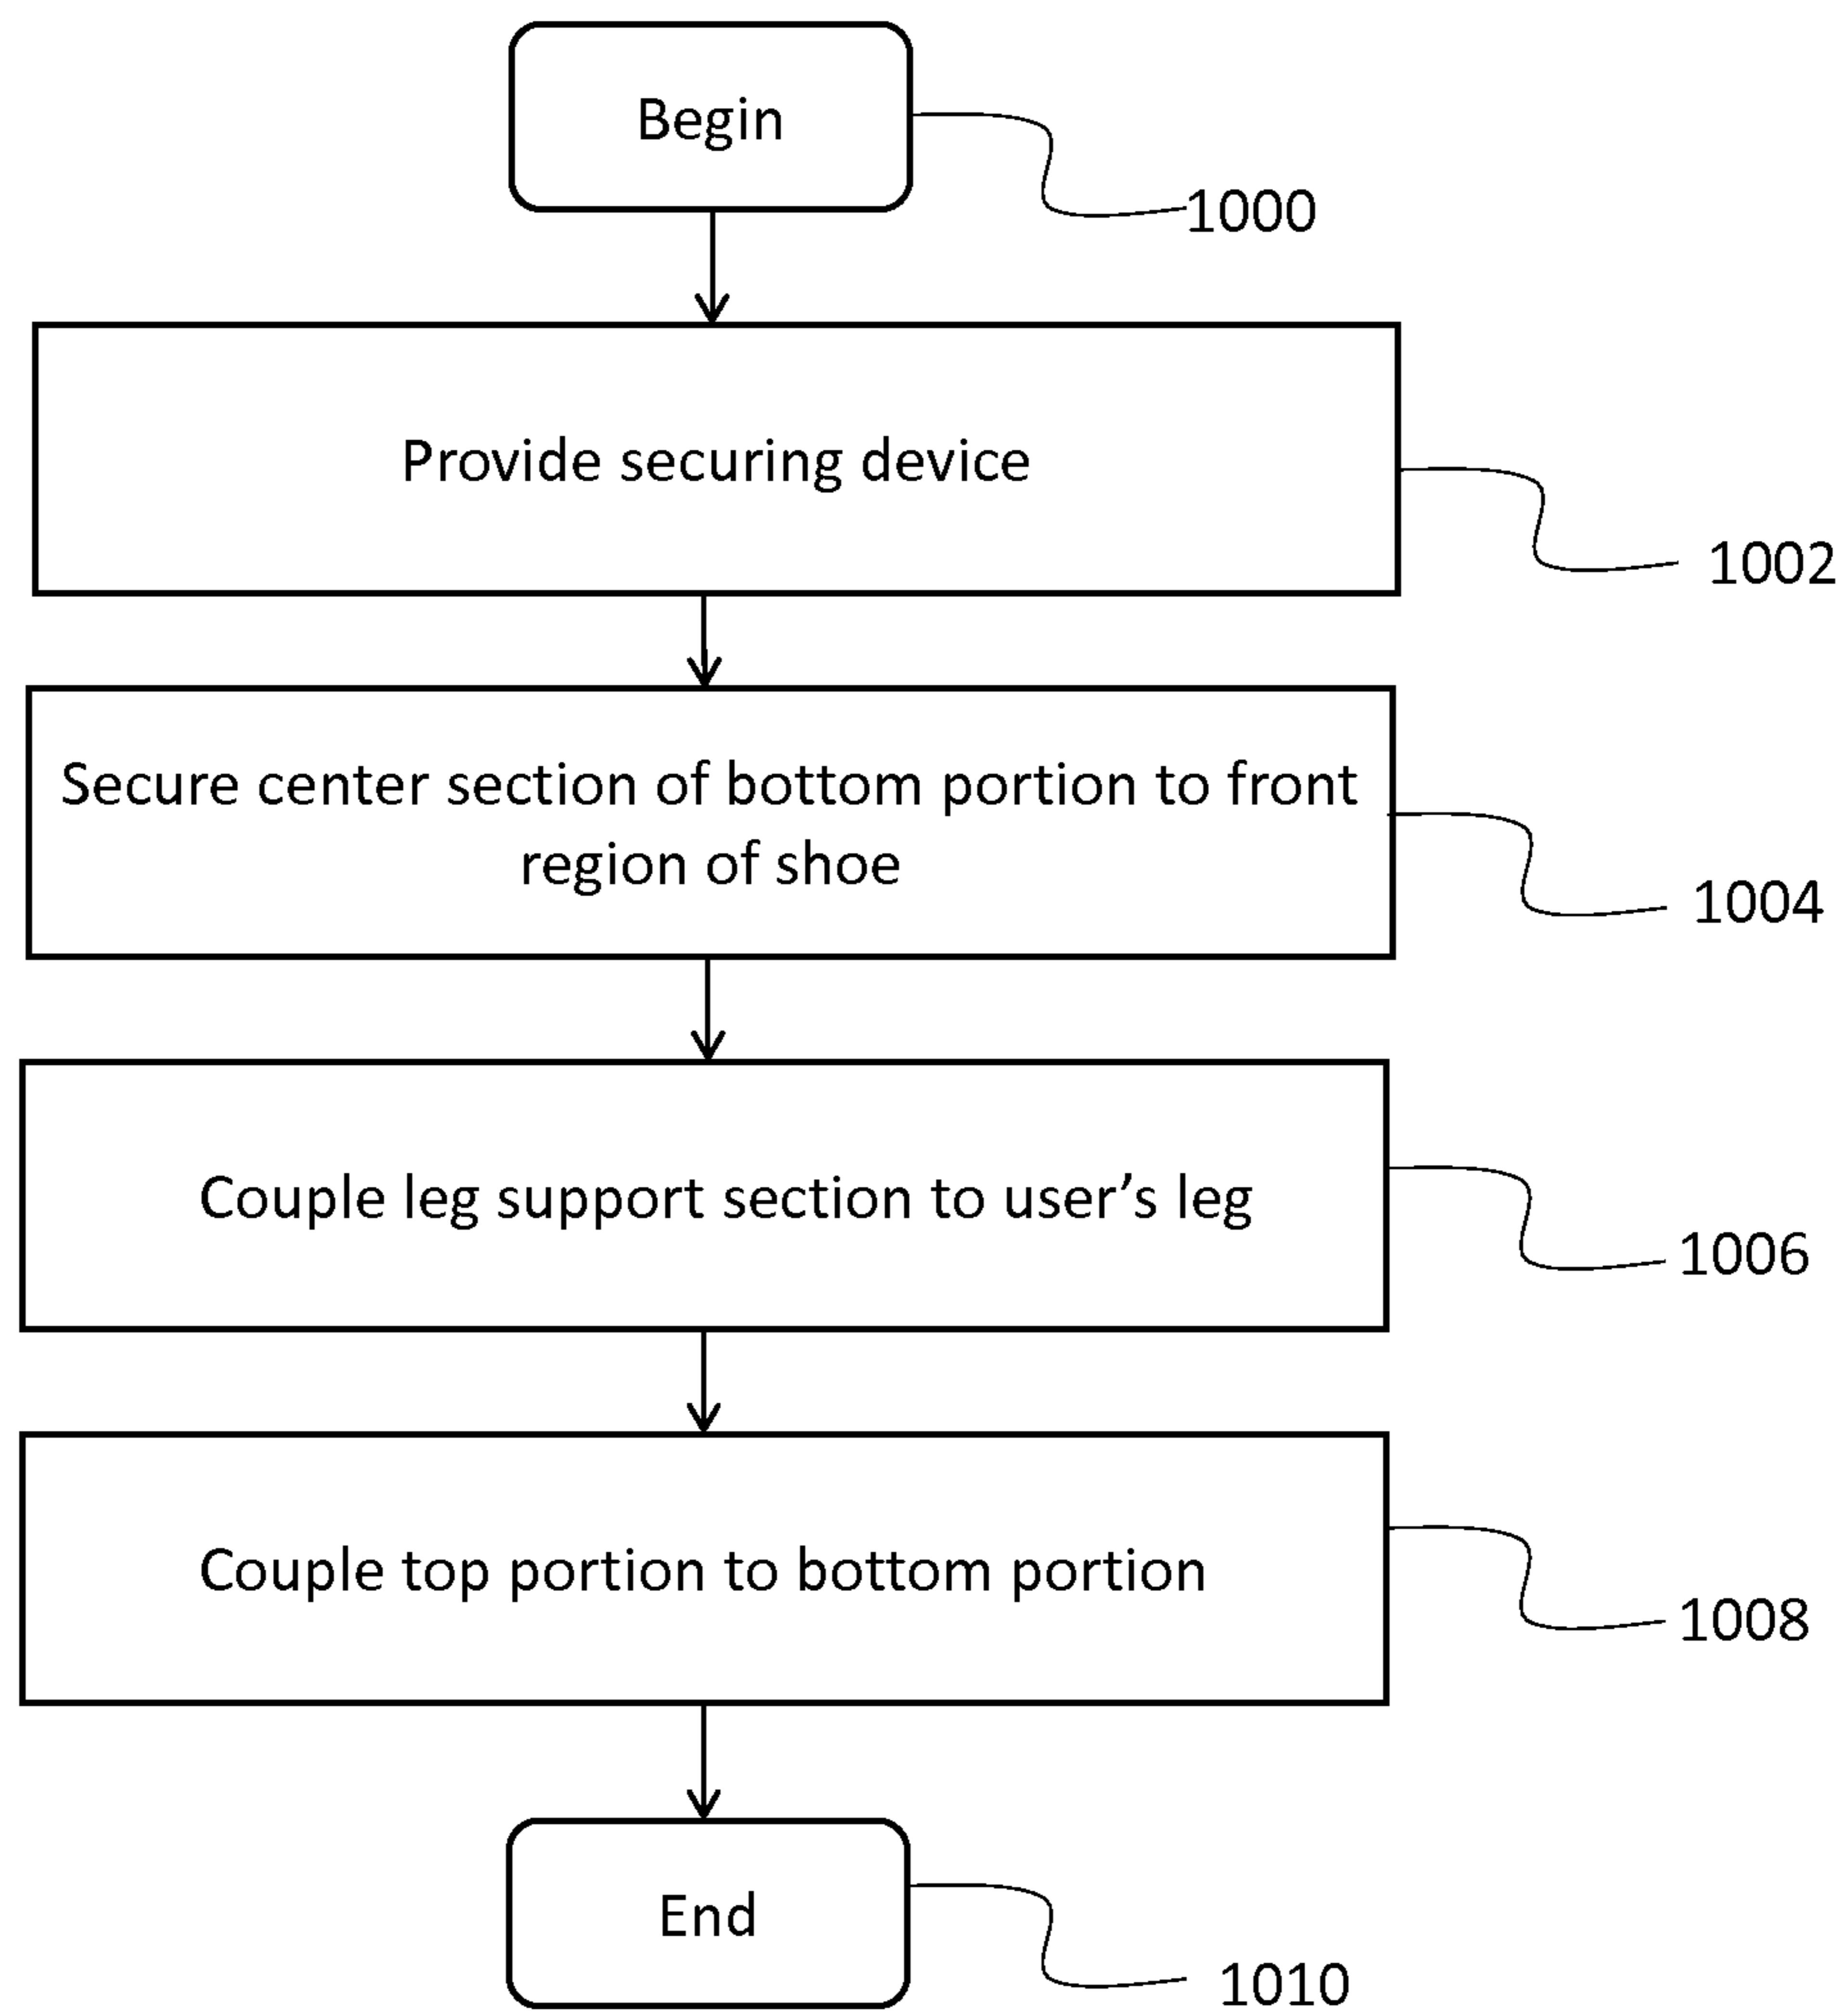 Begin
1000
Provide securing device
1002
Secure center section of bottom portion to front
region of shoe
1004
Couple leg support section to user’s leg
1006
Couple top portion to bottom portion
1008
End
1010